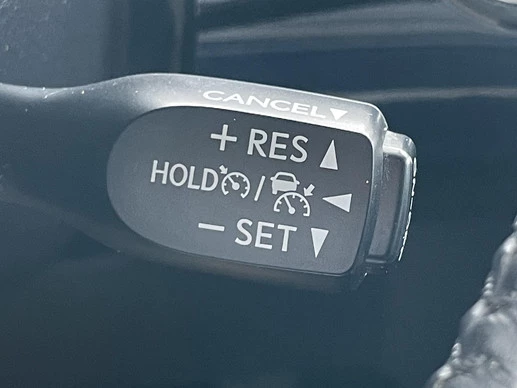 CANCEL▼
+ RES ▲
HOLD / ◀
− SET ▼